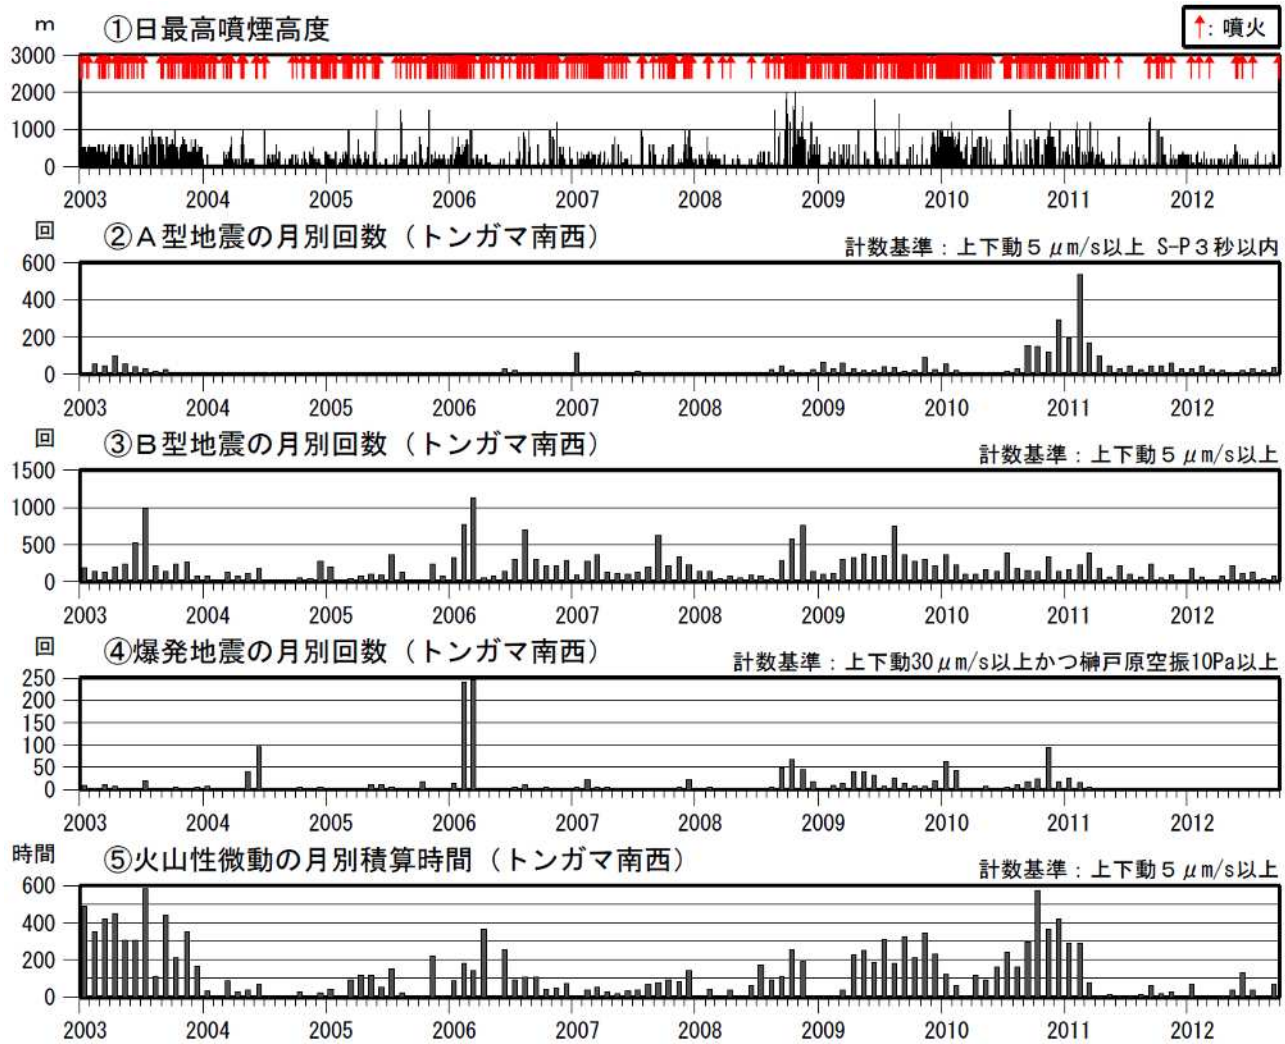 m ①日最高噴煙高度 ↑：噴火
3000
2000
1000
0
2003 2004 2005 2006 2007 2008 2009 2010 2011 2012
回 ②Ａ型地震の月別回数（トンガマ南西） 計数基準：上下動５μm/s以上 S-P３秒以内
600
400
200
0
2003 2004 2005 2006 2007 2008 2009 2010 2011 2012
回 ③Ｂ型地震の月別回数（トンガマ南西） 計数基準：上下動５μm/s以上
1500
1000
500
0
2003 2004 2005 2006 2007 2008 2009 2010 2011 2012
回 ④爆発地震の月別回数（トンガマ南西） 計数基準：上下動30μm/s以上かつ榊戸原空振10Pa以上
250
200
150
100
50
0
2003 2004 2005 2006 2007 2008 2009 2010 2011 2012
時間 ⑤火山性微動の月別積算時間（トンガマ南西） 計数基準：上下動５μm/s以上
600
400
200
0
2003 2004 2005 2006 2007 2008 2009 2010 2011 2012